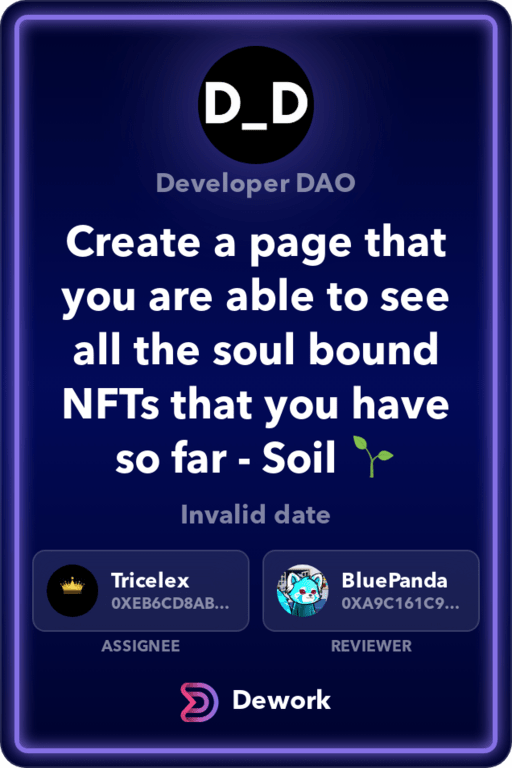 D_D
Developer DAO
Create a page that
you are able to see
all the soul bound
NFTs that you have
so far - Soil 🌱
Invalid date
Tricelex
0XEB6CD8AB...
BluePanda
0XA9C161C9...
ASSIGNEE
REVIEWER
Dework